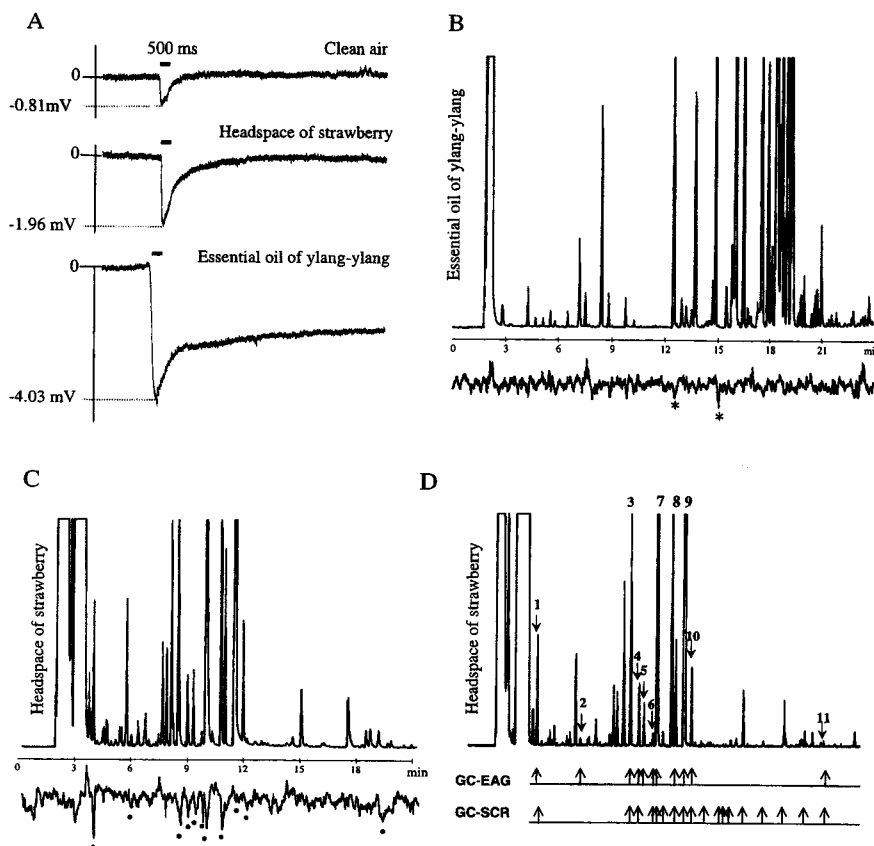 A
500 ms
Clean air
0
-0.81mV
Headspace of strawberry
0
-1.96 mV
Essential oil of ylang-ylang
0
-4.03 mV
B
Essential oil of ylang-ylang
0 3 6 9 12 15 18 21 min
* *
C
Headspace of strawberry
0 3 6 9 12 15 18 min
D
Headspace of strawberry
3 7 8 9
1
10
4
5
2
6
11
GC-EAG
GC-SCR